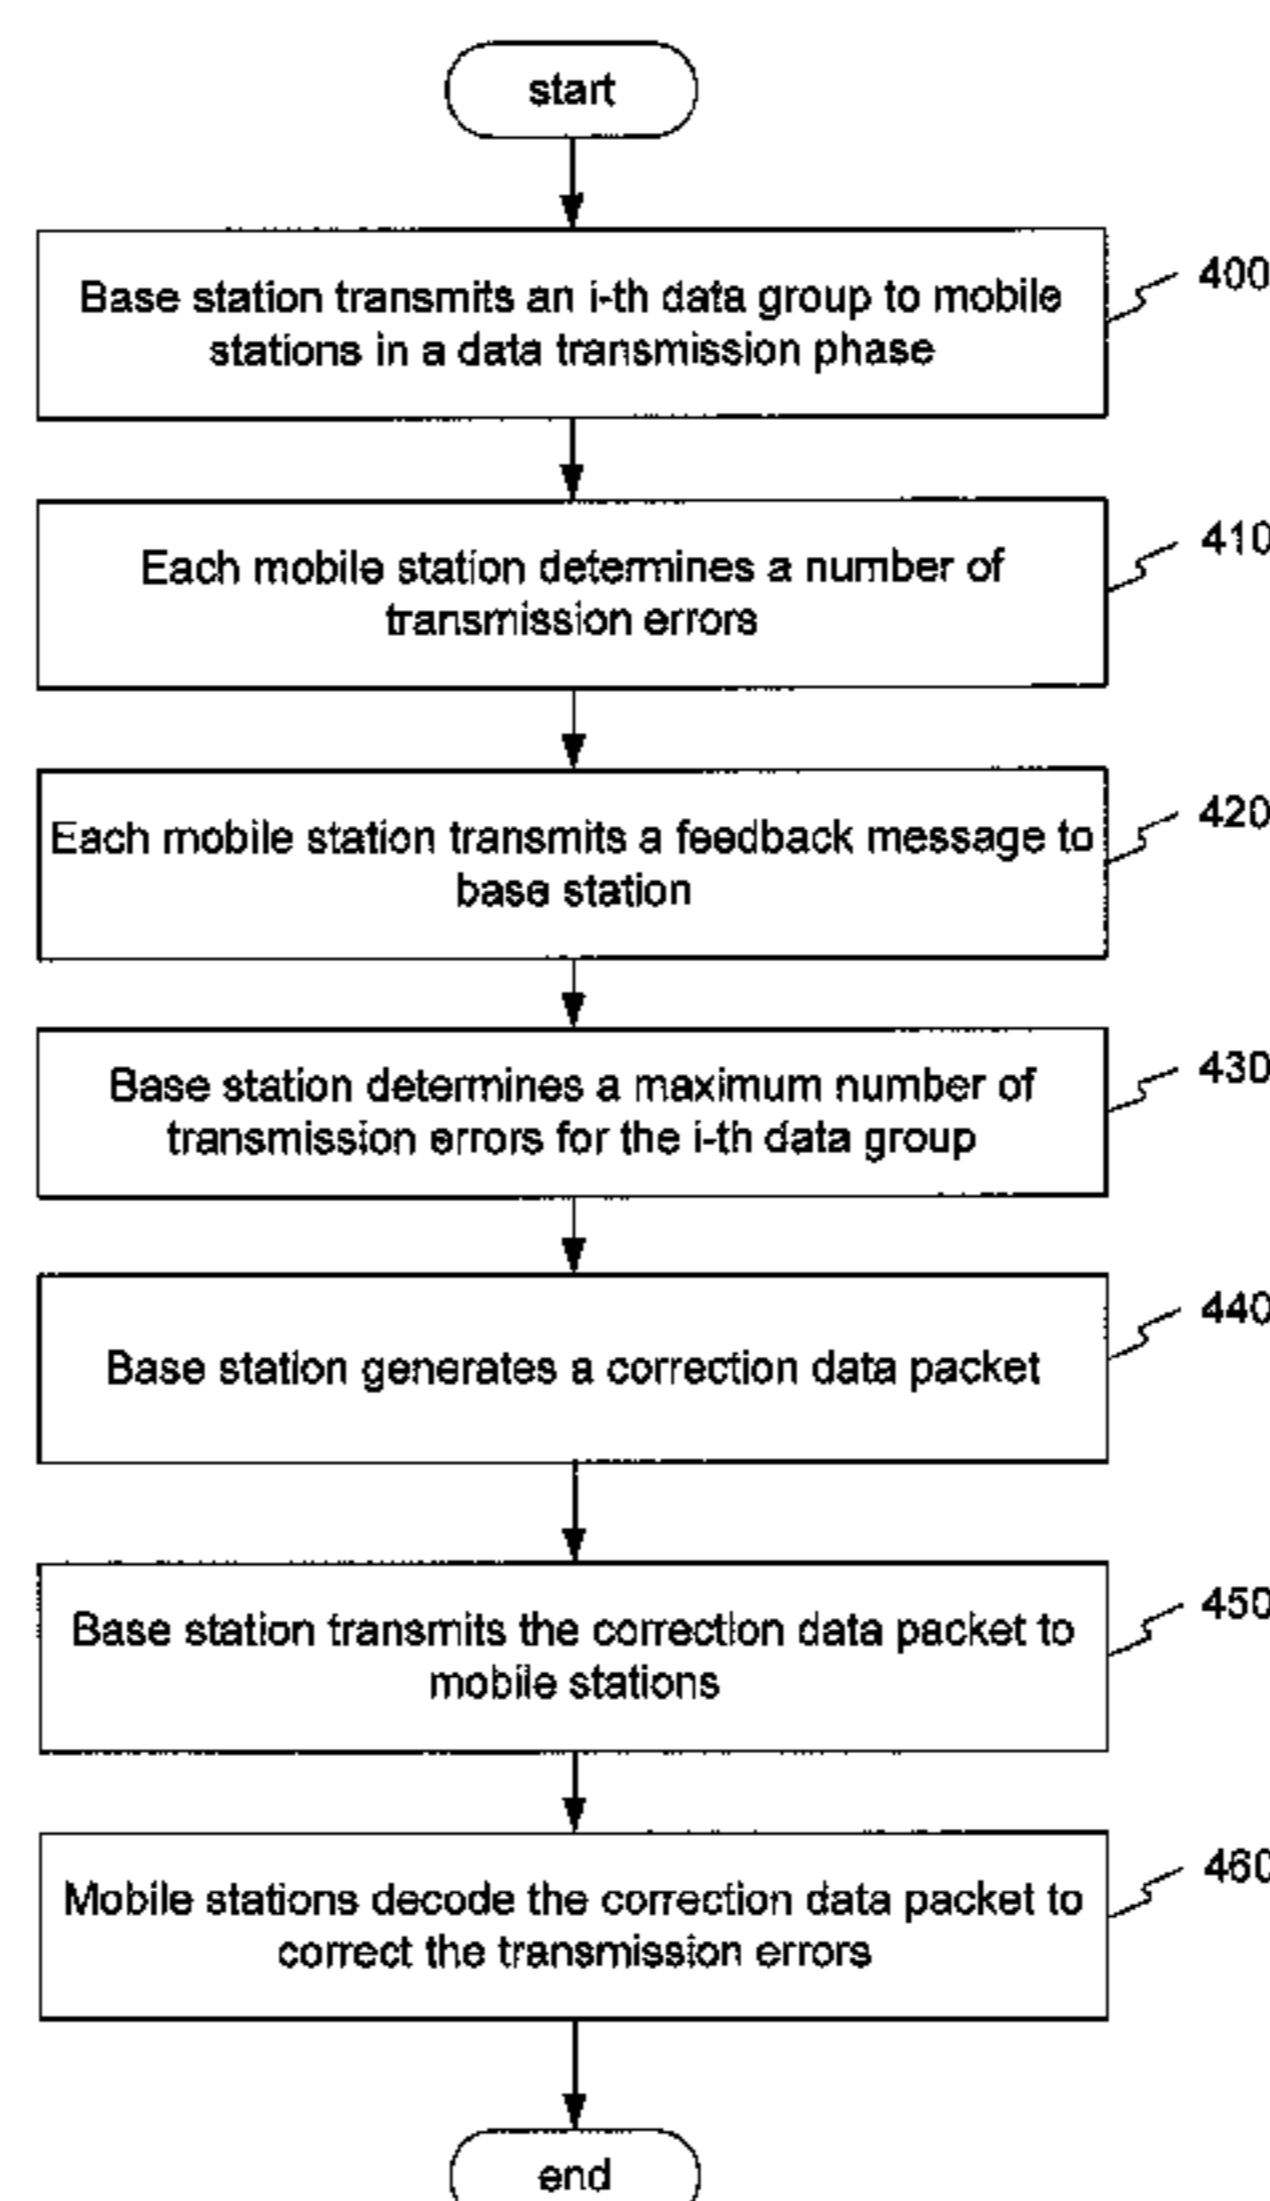 start
Base station transmits an i-th data group to mobile
stations in a data transmission phase
400
Each mobile station determines a number of
transmission errors
410
Each mobile station transmits a feedback message to
base station
420
Base station determines a maximum number of
transmission errors for the i-th data group
430
Base station generates a correction data packet
440
Base station transmits the correction data packet to
mobile stations
450
Mobile stations decode the correction data packet to
correct the transmission errors
460
end